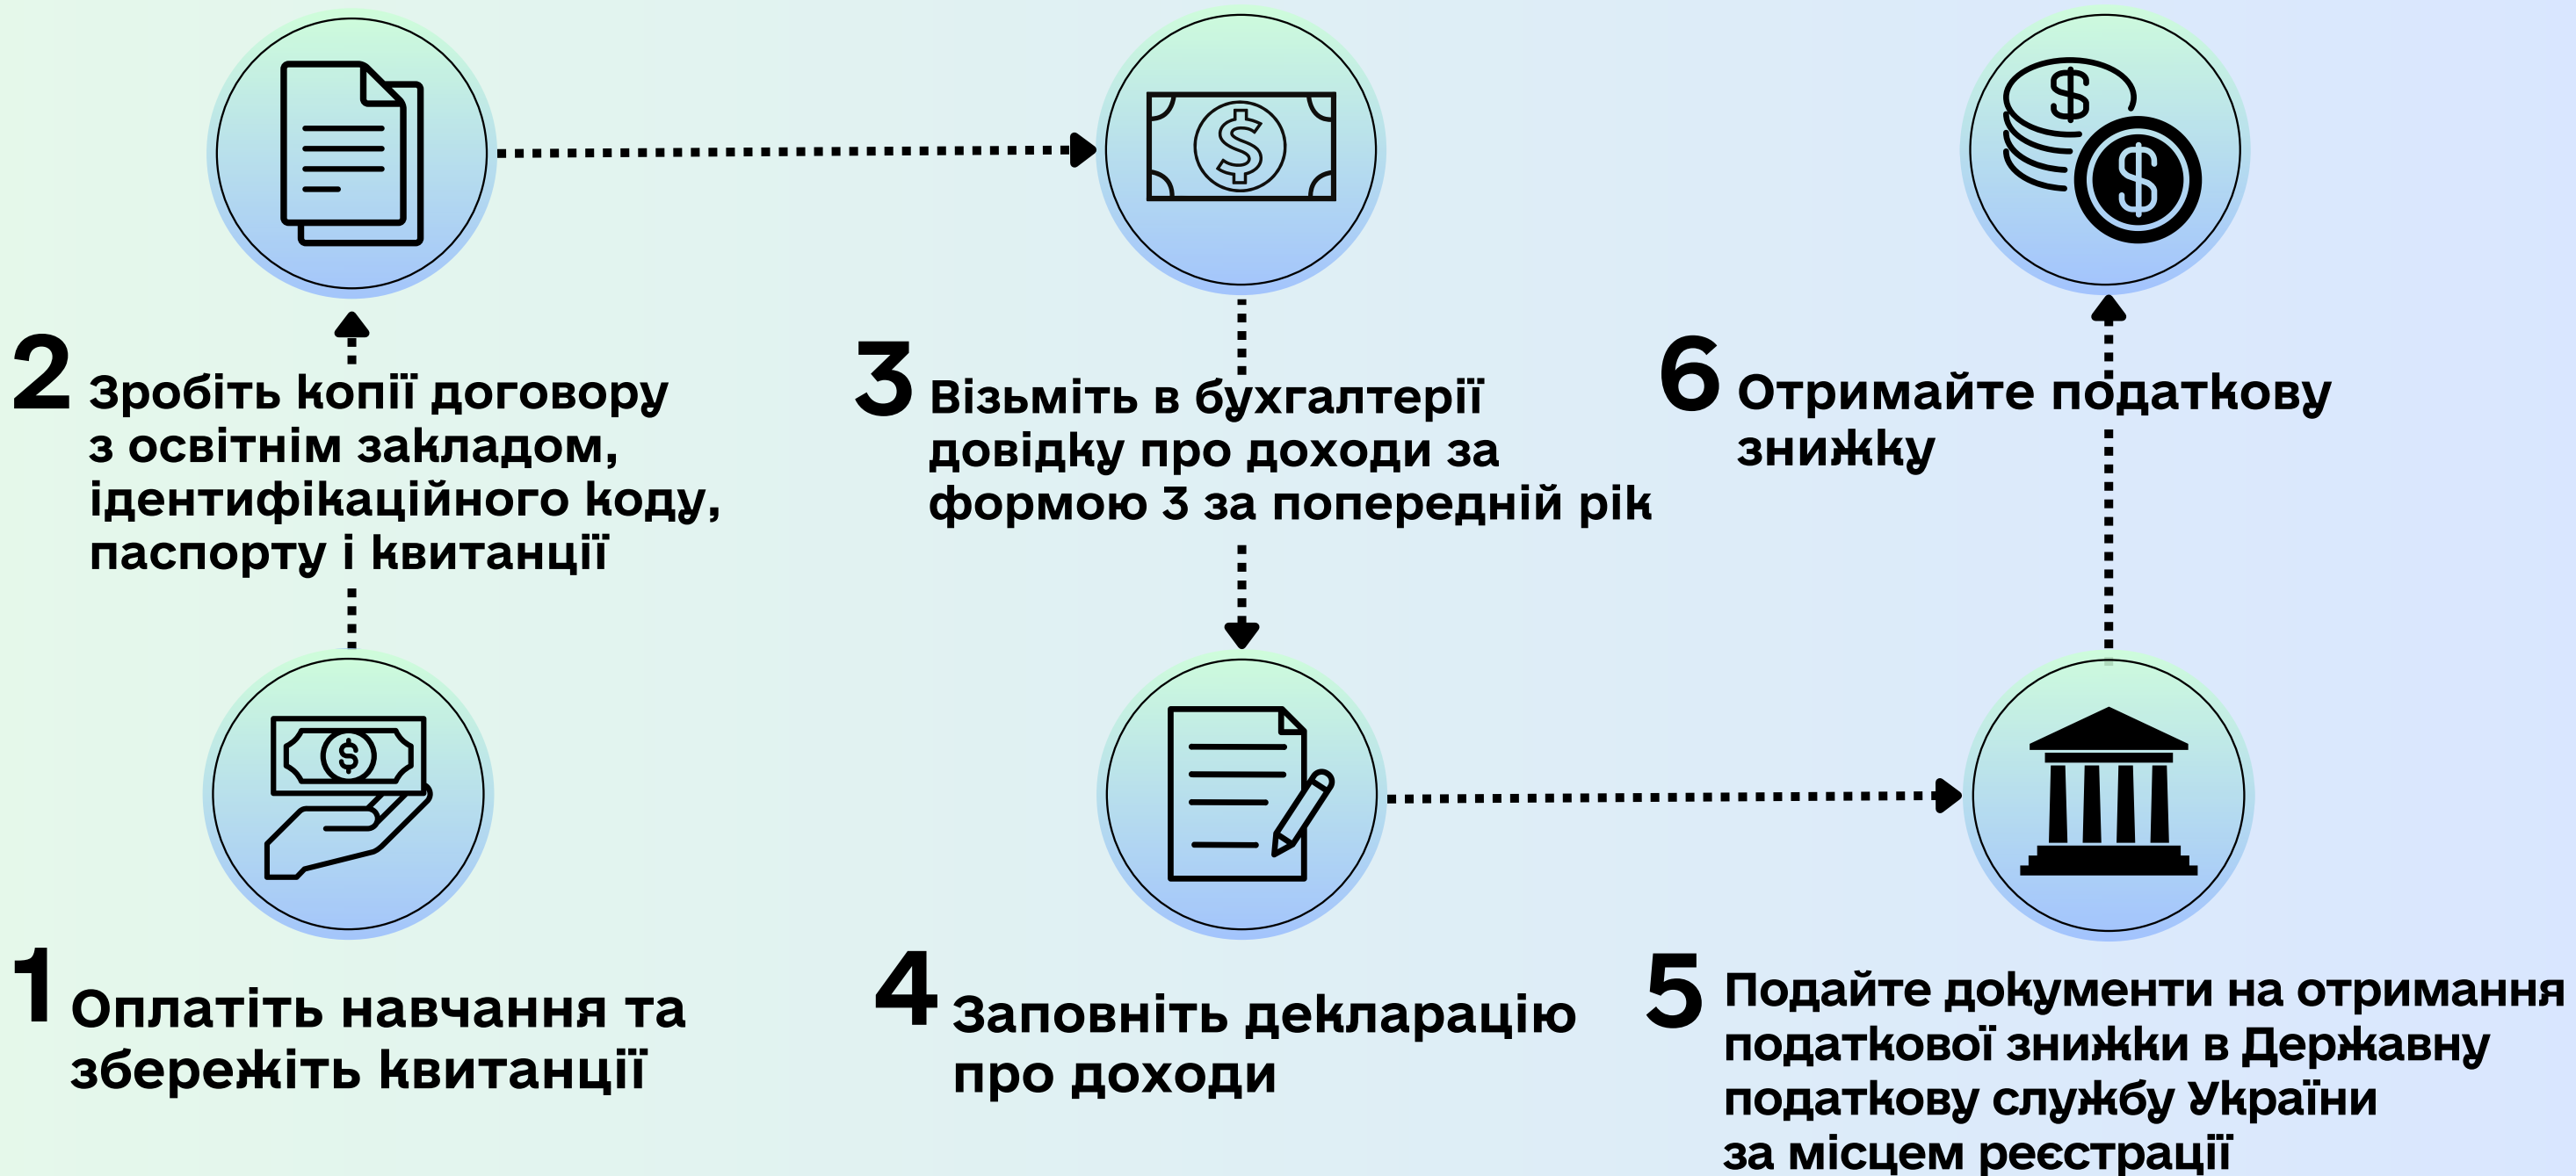 1
Оплатіть навчання та
збережіть квитанції
2
Зробіть копії договору
з освітнім закладом,
ідентифікаційного коду,
паспорту і квитанції
3
Візьміть в бухгалтерії
довідку про доходи за
формою 3 за попередній рік
4
Заповніть декларацію
про доходи
5
Подайте документи на отримання
податкової знижки в Державну
податкову службу України
за місцем реєстрації
6
Отримайте податкову
знижку